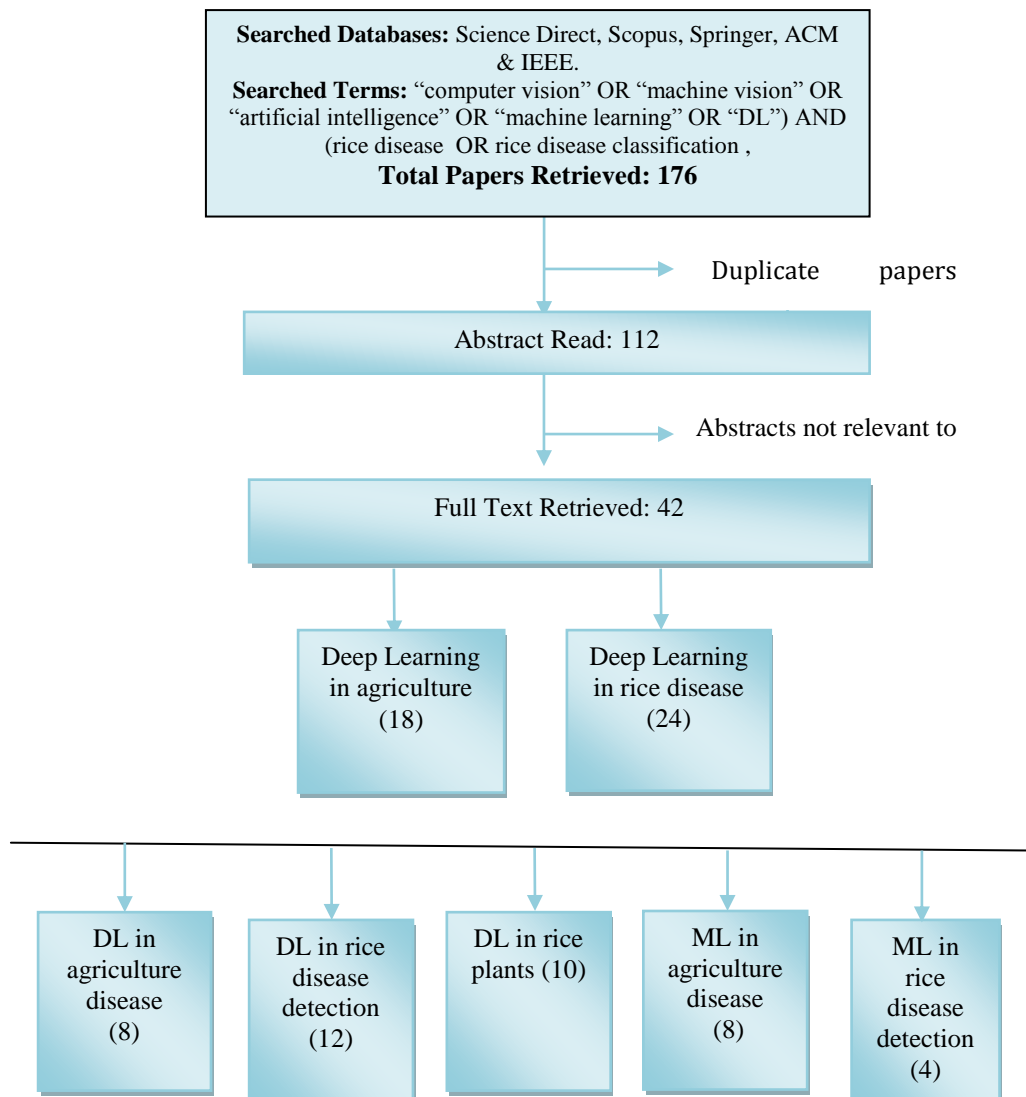 Searched Databases: Science Direct, Scopus, Springer, ACM
& IEEE.
Searched Terms: “computer vision” OR “machine vision” OR
“artificial intelligence” OR “machine learning” OR “DL”) AND
(rice disease OR rice disease classification ,
Total Papers Retrieved: 176
Duplicate papers
Abstract Read: 112
Abstracts not relevant to
Full Text Retrieved: 42
Deep Learning
in agriculture
(18)
Deep Learning
in rice disease
(24)
DL in
agriculture
disease
(8)
DL in rice
disease
detection
(12)
DL in rice
plants (10)
ML in
agriculture
disease
(8)
ML in
rice
disease
detection
(4)